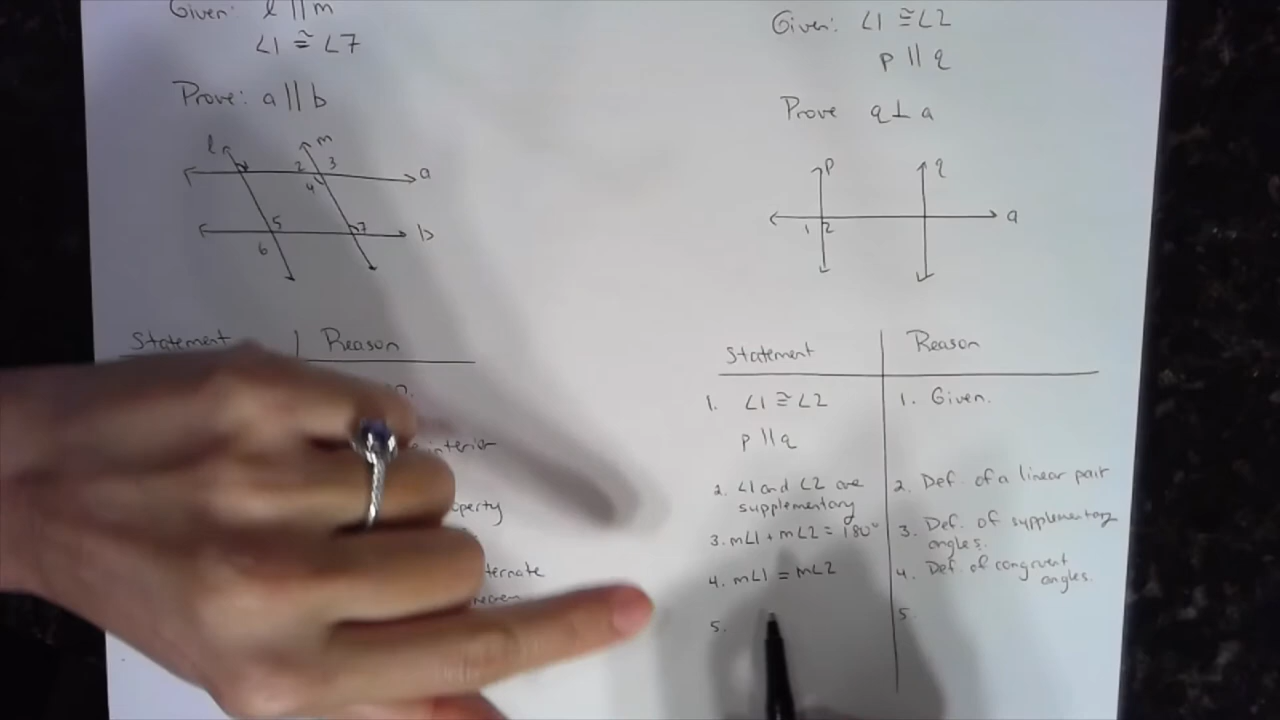 Given: l || m
∠1 ≅ ∠7
Prove: a || b
l
m
2
3
a
4
5
7
b
6
Statement
Reason
interior
ternate
Given: ∠1 ≅ ∠2
p || q
Prove q ⊥ a
p
q
a
1
2
Statement
Reason
1. ∠1 ≅ ∠2
1. Given.
p || q
2. ∠1 and ∠2 are
supplementary
2. Def. of a linear pair
3. m∠1 + m∠2 = 180°
3. Def. of supplementary
angles.
4. m∠1 = m∠2
4. Def. of congruent
angles.
5.
5.